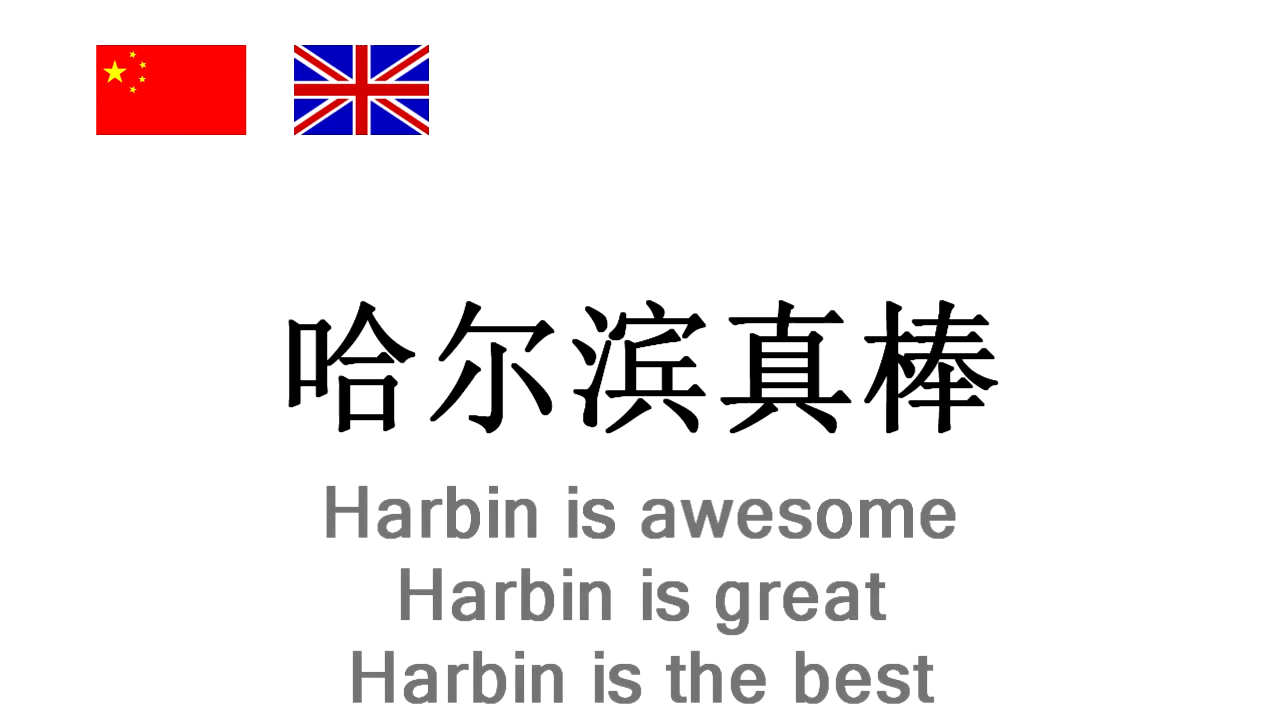 哈尔滨真棒
Harbin is awesome
Harbin is great
Harbin is the best